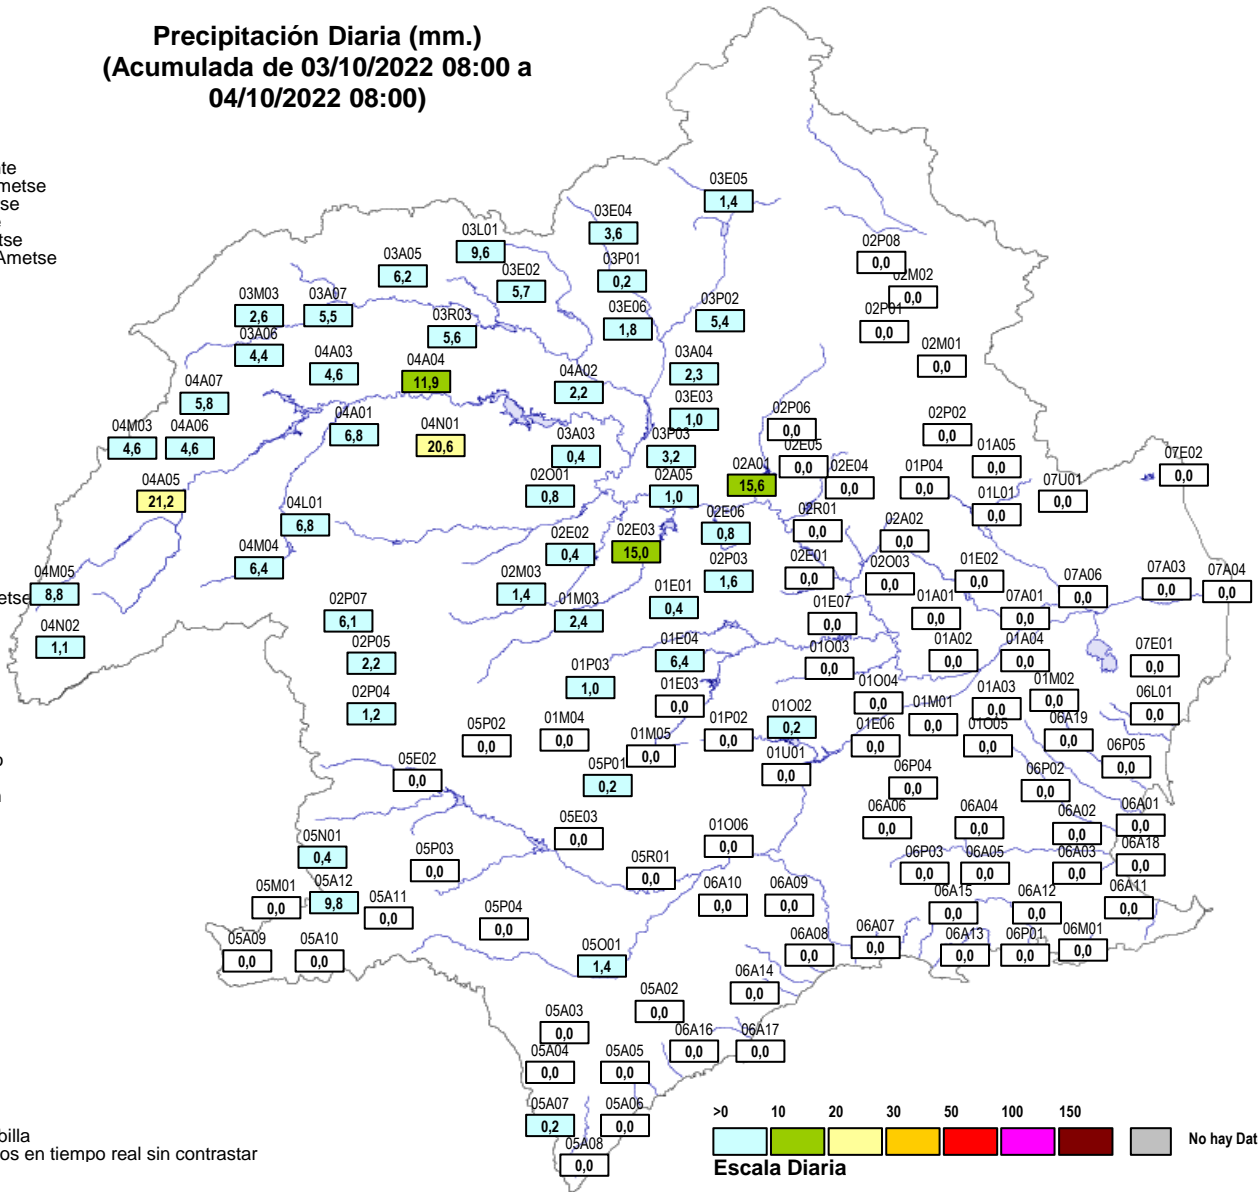 Precipitación Diaria (mm.)
(Acumulada de 03/10/2022 08:00 a
04/10/2022 08:00)
nte
metse
se
e
tse
Ametse
etse
o
n
billa
os en tiempo real sin contrastar
03E05
1,4
03E04
3,6
03L01
9,6
03A05
6,2
03E02
5,7
03P01
0,2
02P08
0,0
02M02
0,0
03M03
2,6
03A07
5,5
03R03
5,6
03E06
1,8
03P02
5,4
02P01
0,0
03A06
4,4
04A03
4,6
04A04
11,9
04A02
2,2
03A04
2,3
02M01
0,0
04A07
5,8
03E03
1,0
04A01
6,8
04N01
20,6
02P06
0,0
02P02
0,0
04M03
4,6
04A06
4,6
03A03
0,4
03P03
3,2
02E05
0,0
01A05
0,0
07E02
0,0
04A05
21,2
02O01
0,8
02A05
1,0
02A01
15,6
02E04
0,0
01P04
0,0
07U01
0,0
01L01
0,0
04L01
6,8
02E06
0,8
02R01
0,0
02A02
0,0
02E02
0,4
02E03
15,0
04M04
6,4
02P03
1,6
02E01
0,0
02O03
0,0
01E02
0,0
04M05
8,8
02M03
1,4
07A06
0,0
07A03
0,0
07A04
0,0
01E01
0,4
01M03
2,4
02P07
6,1
01E07
0,0
01A01
0,0
07A01
0,0
04N02
1,1
02P05
2,2
01E04
6,4
01O03
0,0
01A02
0,0
01A04
0,0
07E01
0,0
01P03
1,0
01E03
0,0
01O04
0,0
01A03
0,0
01M02
0,0
06L01
0,0
02P04
1,2
01M01
0,0
05P02
0,0
01M04
0,0
01M05
0,0
01P02
0,0
01O02
0,2
01E06
0,0
01O05
0,0
06A19
0,0
06P05
0,0
05E02
0,0
05P01
0,2
01U01
0,0
06P04
0,0
06P02
0,0
05E03
0,0
01O06
0,0
06A06
0,0
06A04
0,0
06A02
0,0
06A01
0,0
05N01
0,4
05P03
0,0
05R01
0,0
06P03
0,0
06A05
0,0
06A03
0,0
06A18
0,0
05M01
0,0
05A12
9,8
05A11
0,0
06A10
0,0
06A09
0,0
06A15
0,0
06A12
0,0
06A11
0,0
05P04
0,0
05A09
0,0
05A10
0,0
05O01
1,4
06A08
0,0
06A07
0,0
06A13
0,0
06P01
0,0
06M01
0,0
06A14
0,0
05A02
0,0
05A03
0,0
06A16
0,0
06A17
0,0
05A04
0,0
05A05
0,0
05A07
0,2
05A06
0,0
05A08
0,0
>0 10 20 30 50 100 150
No hay Dat
Escala Diaria